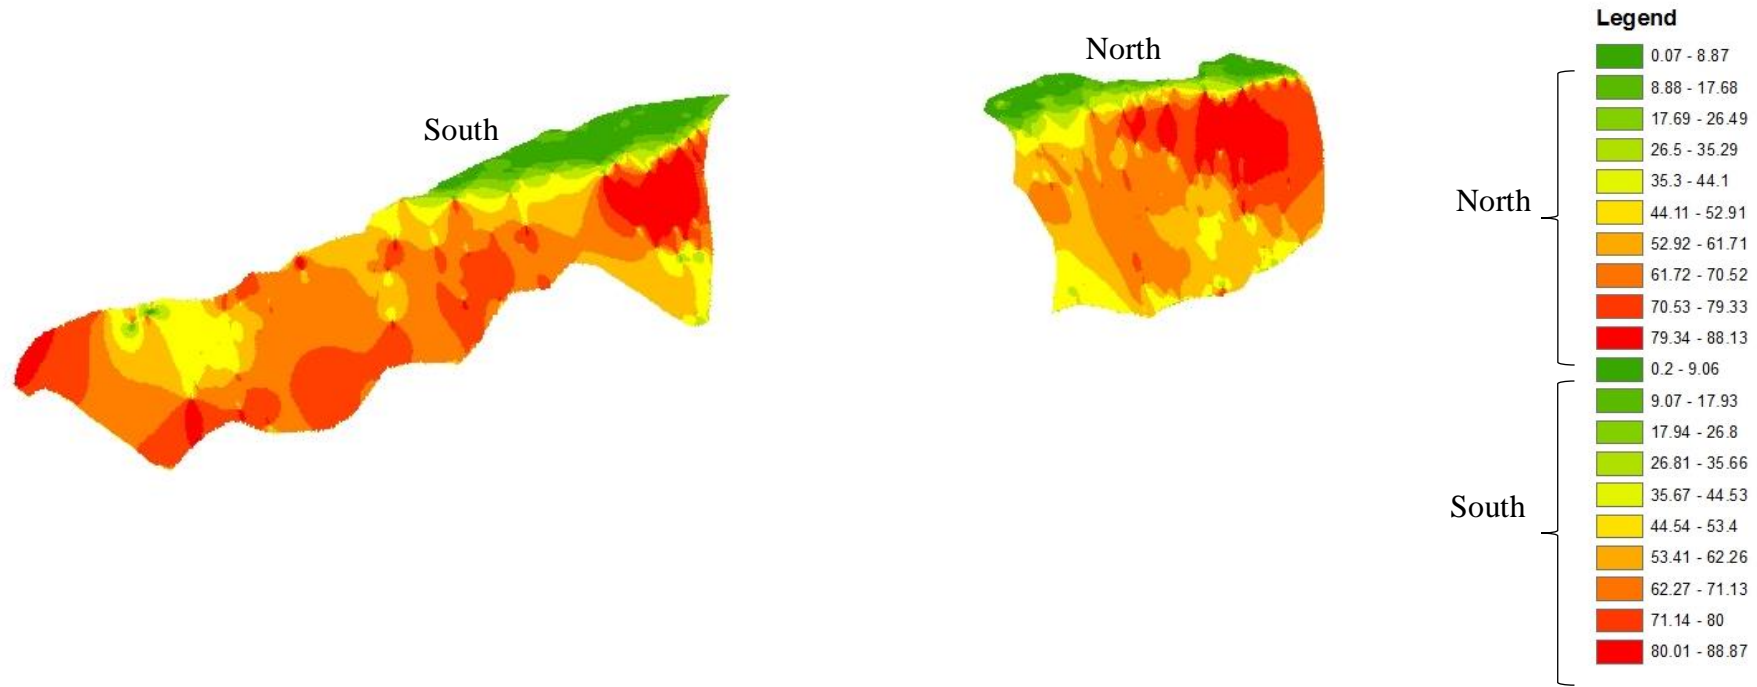 South
North
Legend
0.07 - 8.87
8.88 - 17.68
17.69 - 26.49
26.5 - 35.29
35.3 - 44.1
44.11 - 52.91
52.92 - 61.71
61.72 - 70.52
70.53 - 79.33
79.34 - 88.13
North
0.2 - 9.06
9.07 - 17.93
17.94 - 26.8
26.81 - 35.66
35.67 - 44.53
44.54 - 53.4
53.41 - 62.26
62.27 - 71.13
71.14 - 80
80.01 - 88.87
South